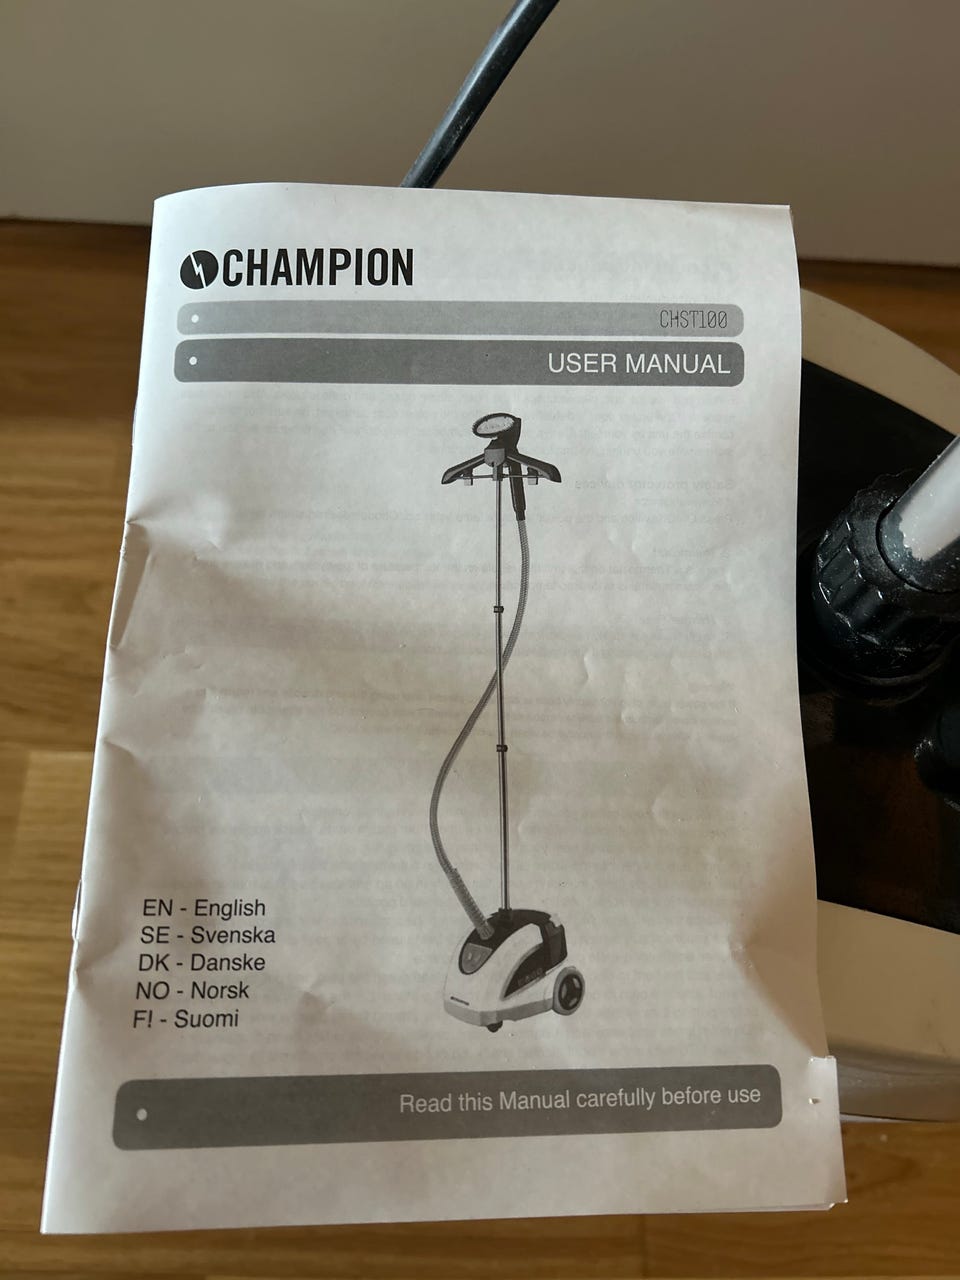 CHAMPION
CHST100
USER MANUAL
EN - English
SE - Svenska
DK - Danske
NO - Norsk
F! - Suomi
Read this Manual carefully before use